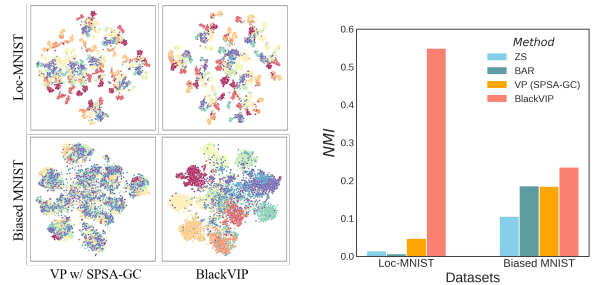 Loc-MNIST
Biased MNIST
VP w/ SPSA-GC
BlackVIP
0.6
0.5
0.4
0.3
0.2
0.1
0.0
NMI
Method
ZS
BAR
VP (SPSA-GC)
BlackVIP
Loc-MNIST
Biased MNIST
Datasets